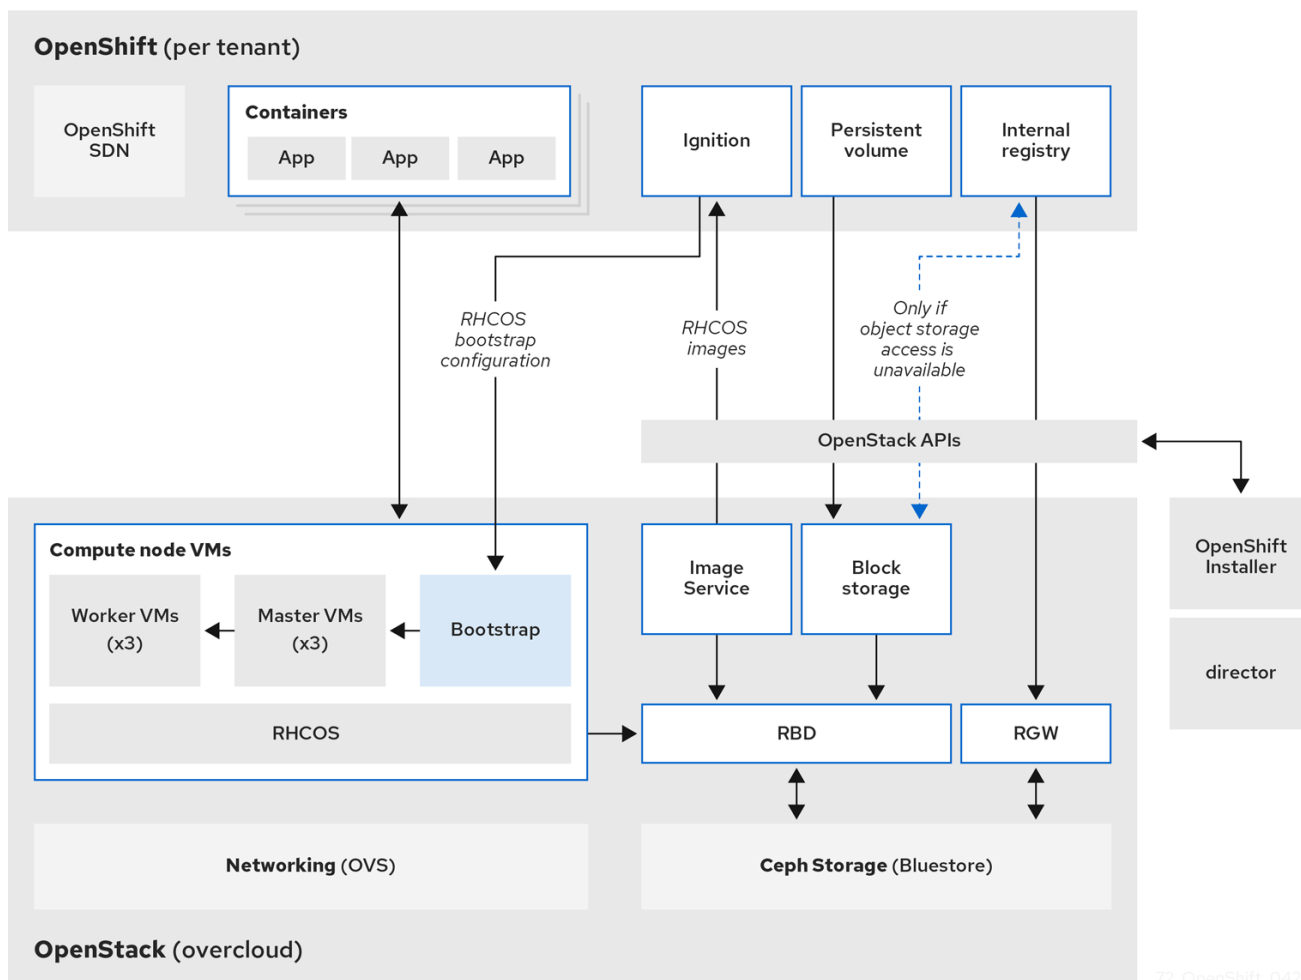 OpenShift (per tenant)
OpenShift
SDN
Containers
App
App
App
Ignition
Persistent
volume
Internal
registry
RHCOS
bootstrap
configuration
RHCOS
images
Only if
object storage
access is
unavailable
OpenStack APIs
Compute node VMs
Worker VMs
(x3)
Master VMs
(x3)
Bootstrap
RHCOS
Image
Service
Block
storage
OpenShift
Installer
director
RBD
RGW
Networking (OVS)
Ceph Storage (Bluestore)
OpenStack (overcloud)